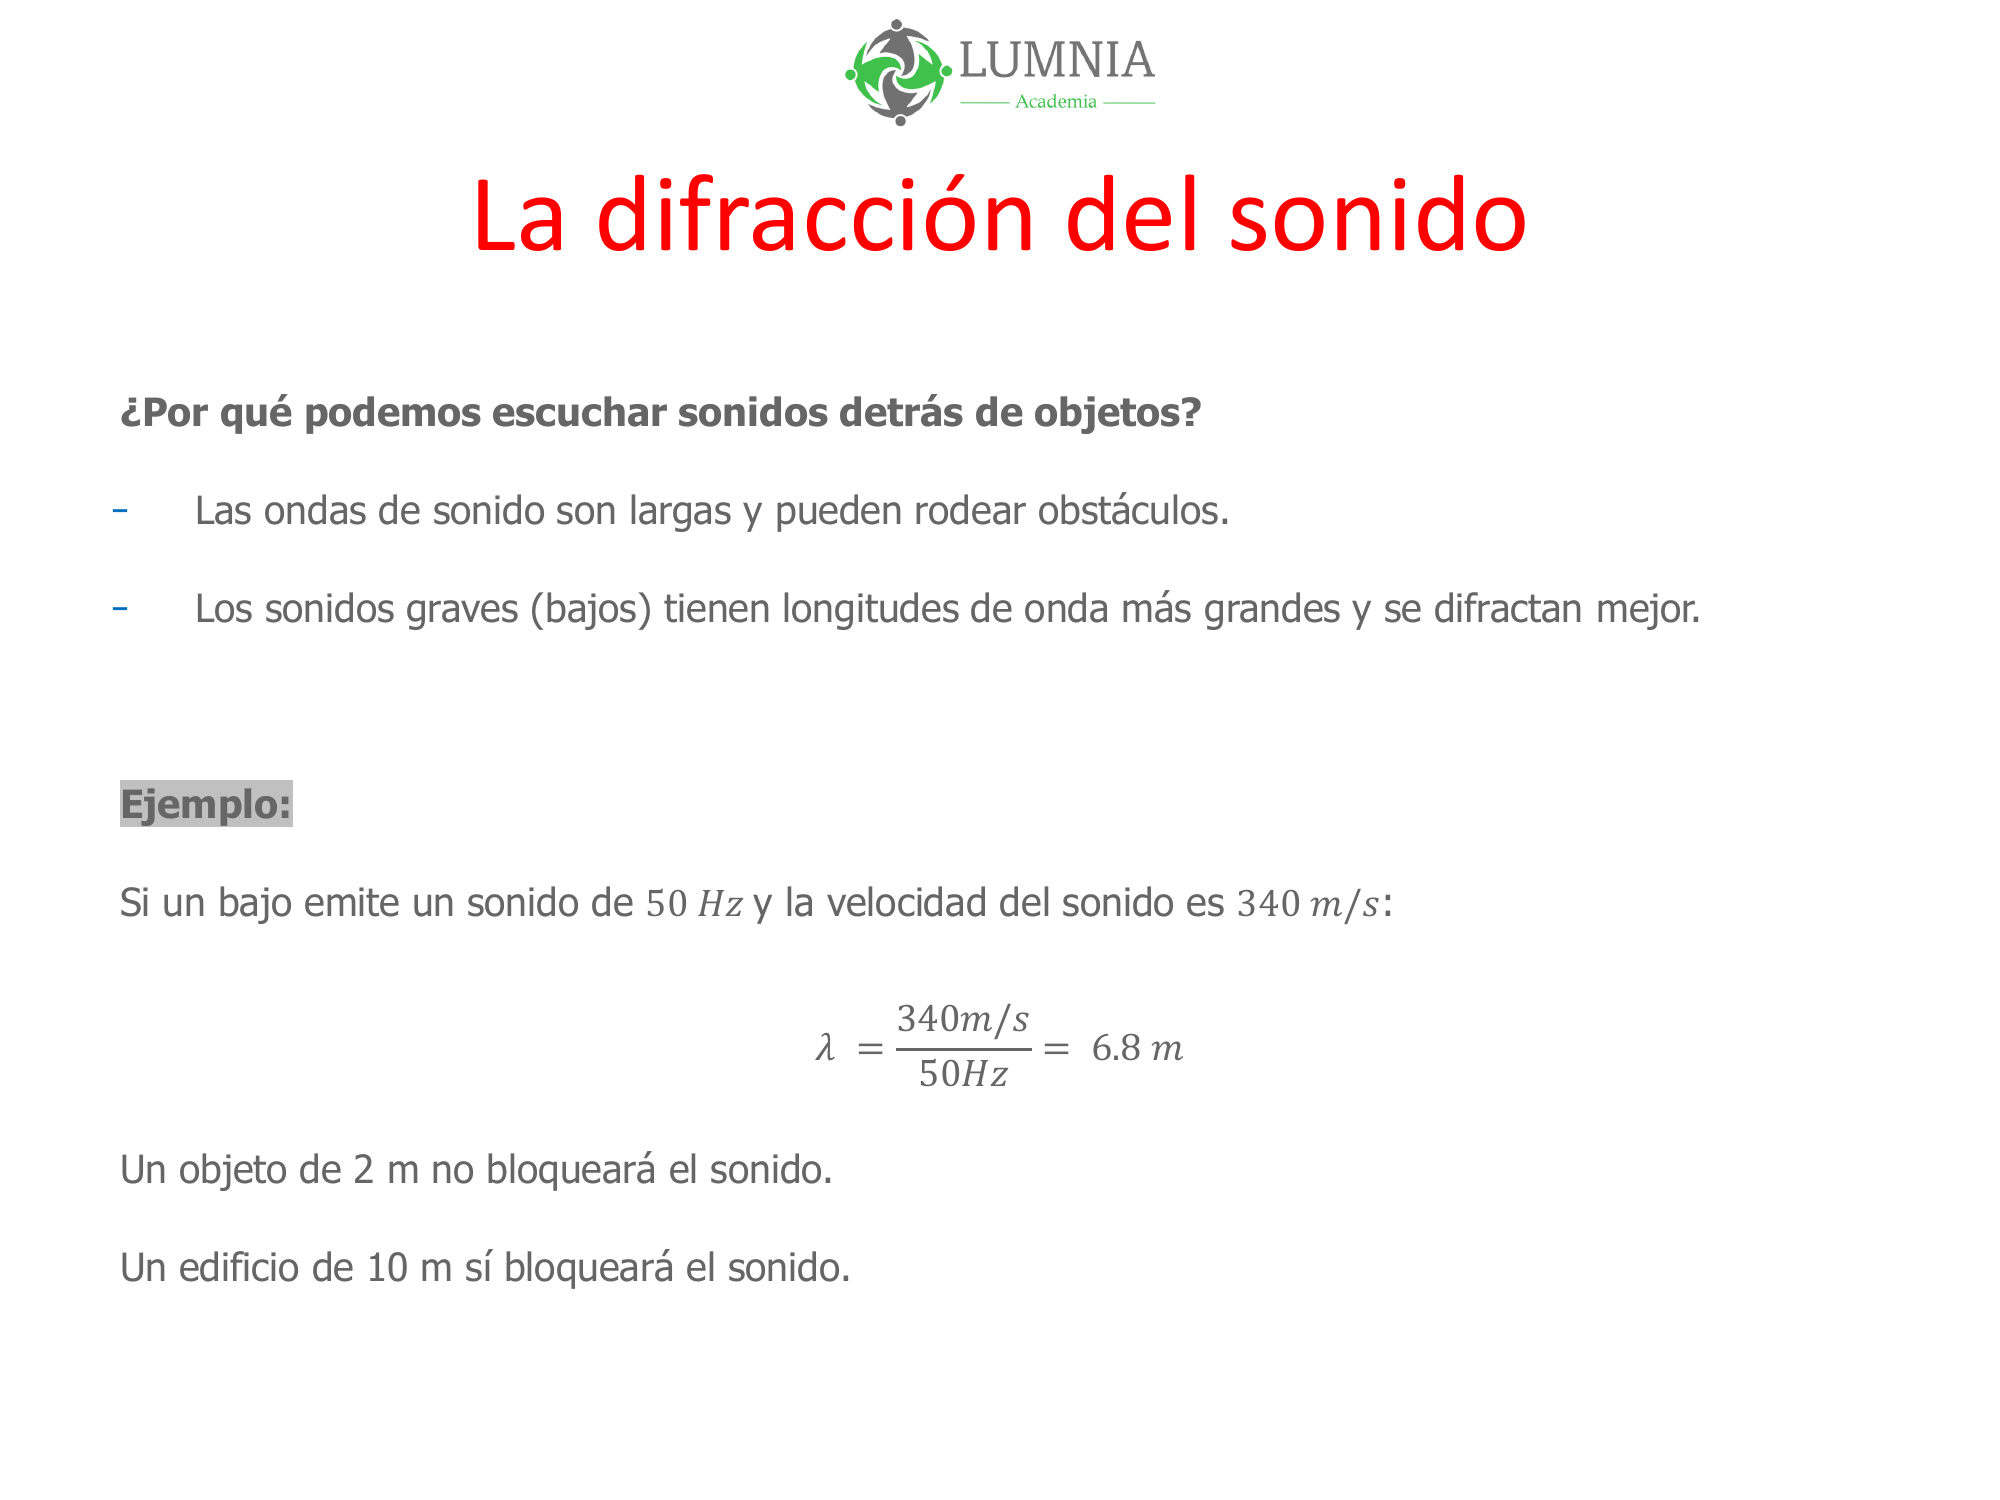 LUMNIA
Academia
La difracción del sonido
¿Por qué podemos escuchar sonidos detrás de objetos?
- Las ondas de sonido son largas y pueden rodear obstáculos.
- Los sonidos graves (bajos) tienen longitudes de onda más grandes y se difractan mejor.
Ejemplo:
Si un bajo emite un sonido de 50 Hz y la velocidad del sonido es 340 m/s:
λ = 340m/s / 50Hz = 6.8 m
Un objeto de 2 m no bloqueará el sonido.
Un edificio de 10 m sí bloqueará el sonido.